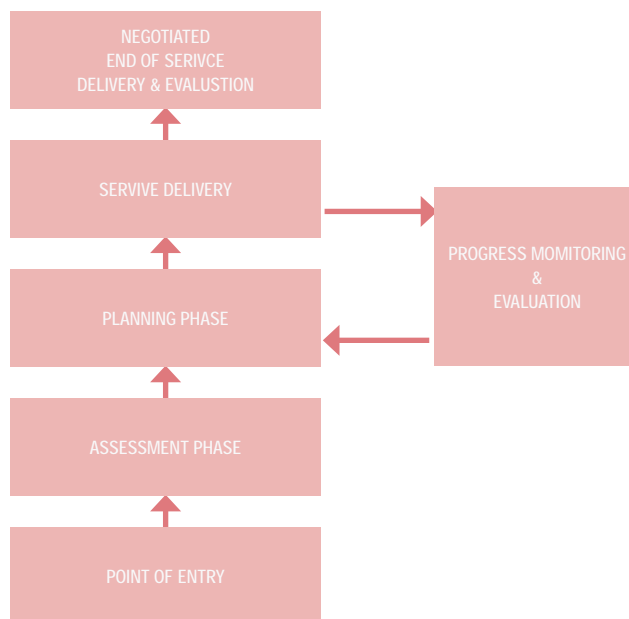 NEGOTIATED
END OF SERIVCE
DELIVERY & EVALUSTION
SERVIVE DELIVERY
PROGRESS MOMITORING
&
EVALUATION
PLANNING PHASE
ASSESSMENT PHASE
POINT OF ENTRY